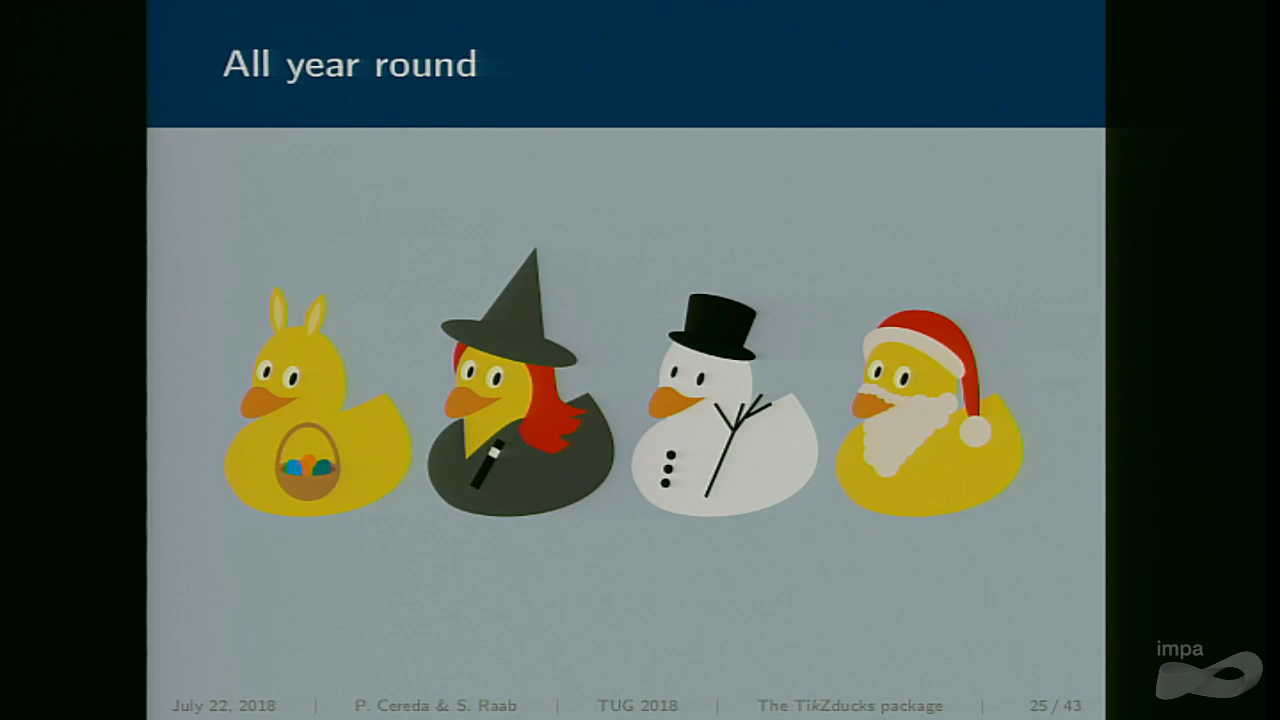 All year round
July 22, 2018 | P. Cereda & S. Raab | TUG 2018 | The TikZducks package | 25 / 43
impa